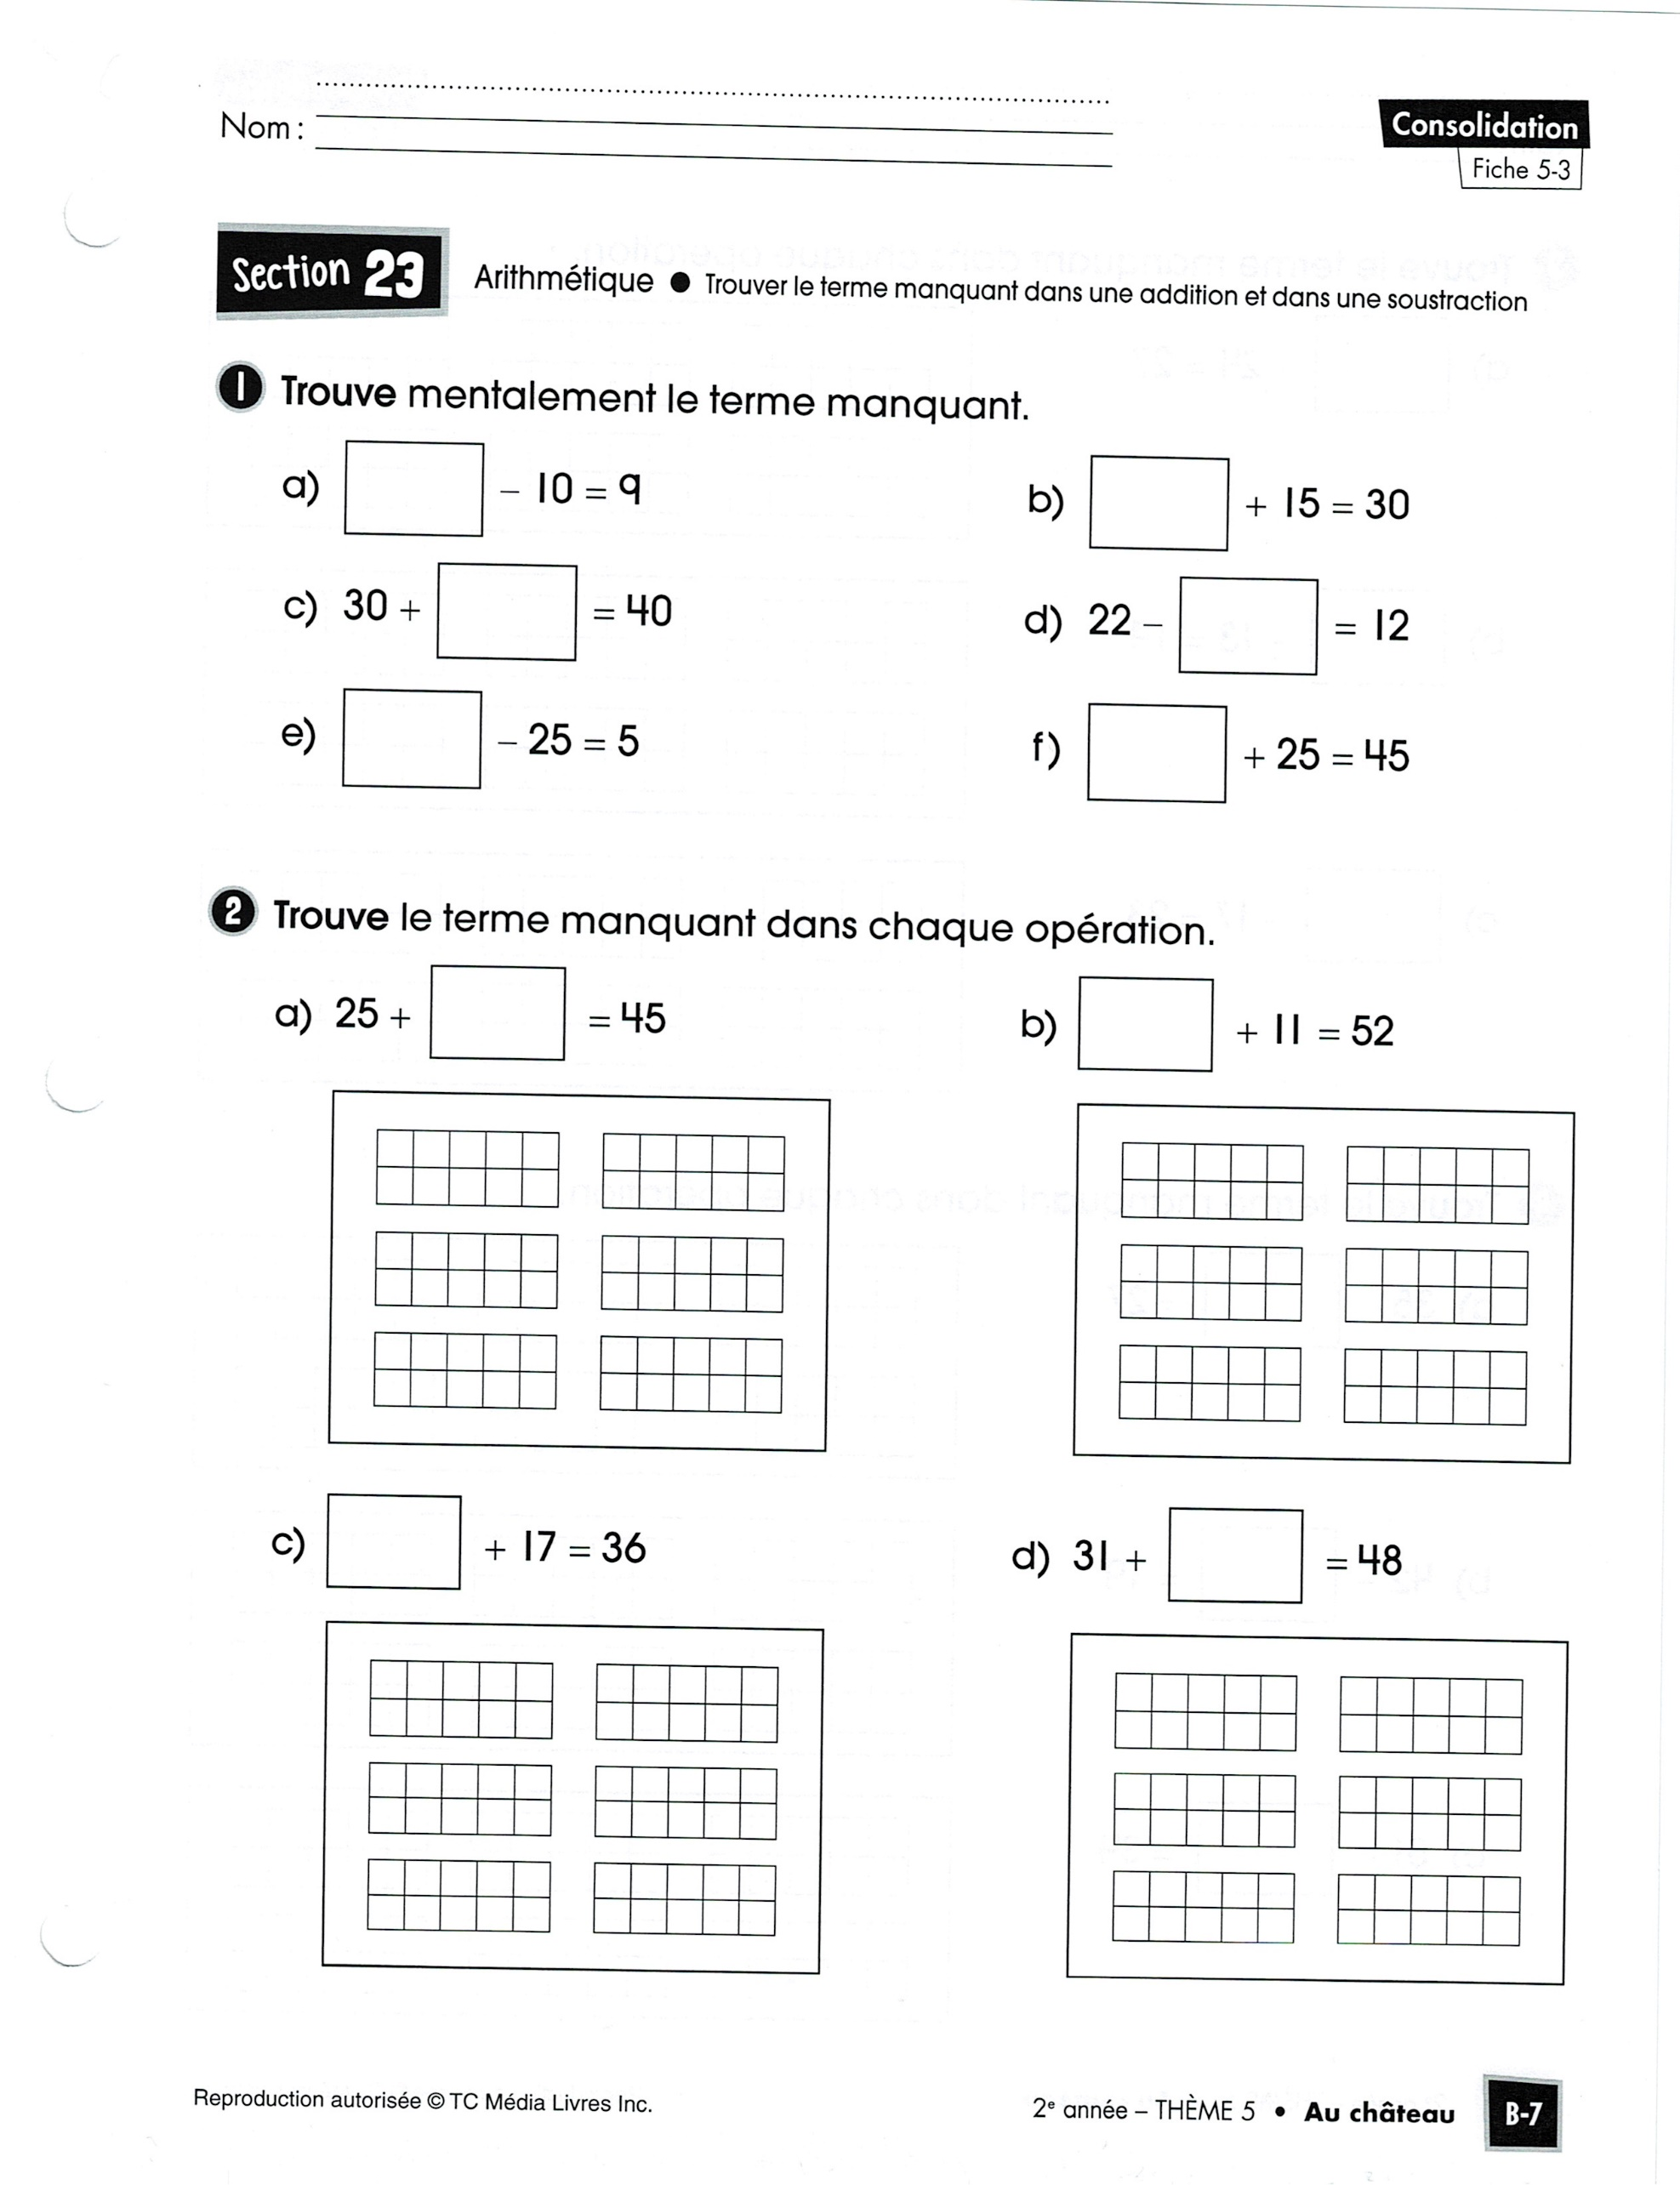 Nom :
Consolidation
Fiche 5-3
Section 23 Arithmétique ● Trouver le terme manquant dans une addition et dans une soustraction
1 Trouve mentalement le terme manquant.
a) − 10 = 9
b) + 15 = 30
c) 30 + = 40
d) 22 − = 12
e) − 25 = 5
f) + 25 = 45
2 Trouve le terme manquant dans chaque opération.
a) 25 + = 45
b) + 11 = 52
c) + 17 = 36
d) 31 + = 48
Reproduction autorisée © TC Média Livres Inc.
2e année – THÈME 5 • Au château B-7